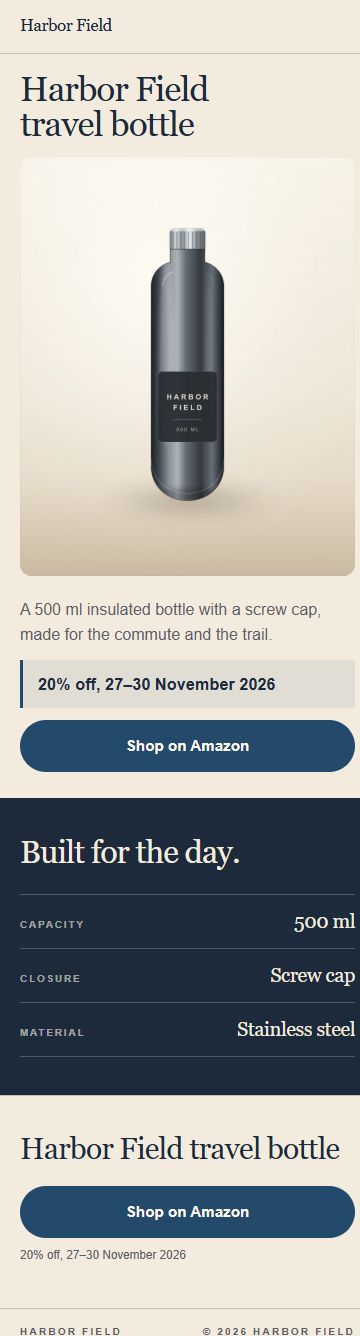 Harbor Field
Harbor Field
travel bottle
HARBOR
FIELD
500 ML
A 500 ml insulated bottle with a screw cap,
made for the commute and the trail.
20% off, 27–30 November 2026
Shop on Amazon
Built for the day.
CAPACITY 500 ml
CLOSURE Screw cap
MATERIAL Stainless steel
Harbor Field travel bottle
Shop on Amazon
20% off, 27–30 November 2026
HARBOR FIELD © 2026 HARBOR FIELD